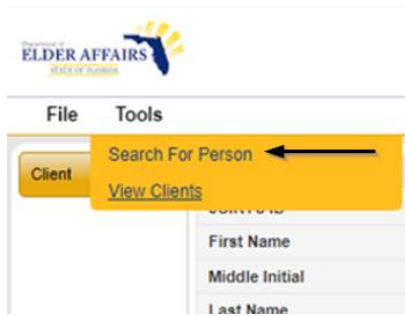 Department of
ELDER AFFAIRS
STATE OF FLORIDA
File Tools
Search For Person
Client
View Clients
First Name
Middle Initial
Last Name